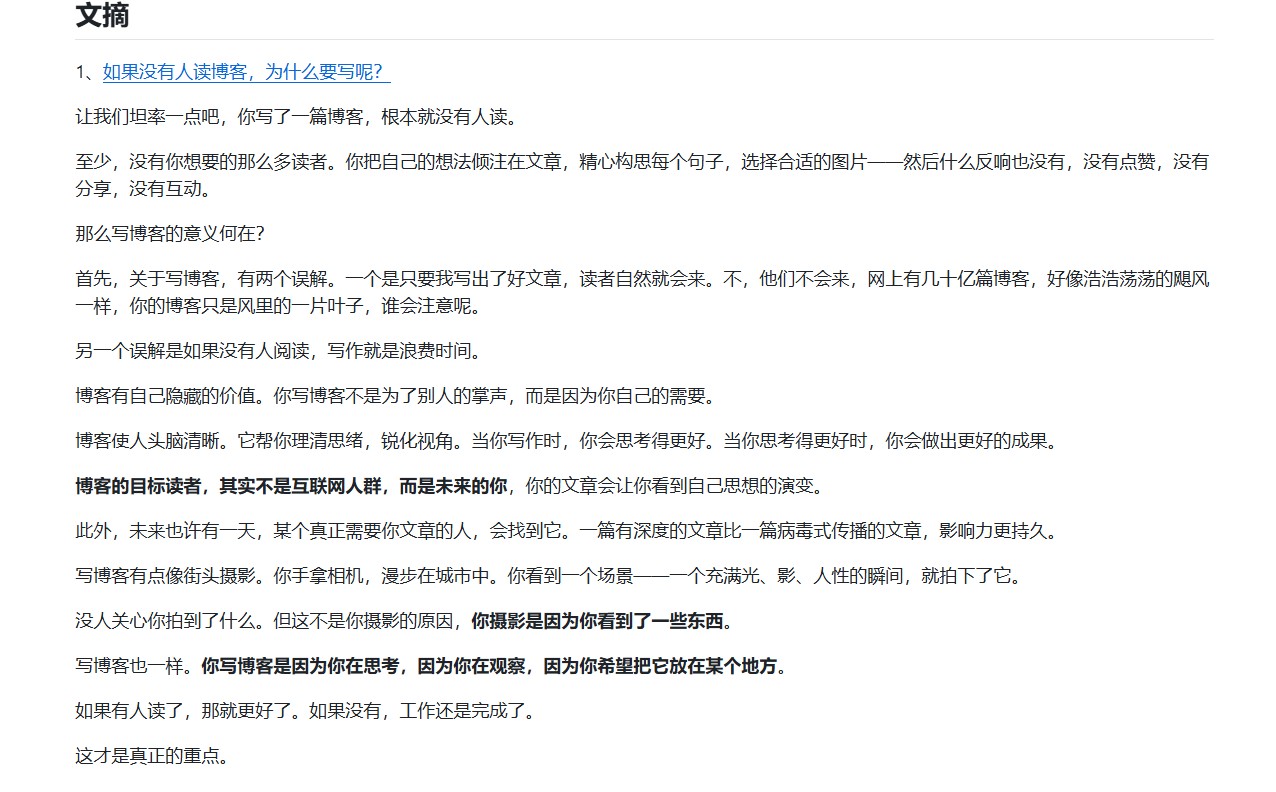 文摘
1、如果没有人读博客，为什么要写呢？
让我们坦率一点吧，你写了一篇博客，根本就没有人读。
至少，没有你想要的那么多读者。你把自己的想法倾注在文章，精心构思每个句子，选择合适的图片——然后什么反响也没有，没有点赞，没有
分享，没有互动。
那么写博客的意义何在？
首先，关于写博客，有两个误解。一个是只要我写出了好文章，读者自然就会来。不，他们不会来，网上有几十亿篇博客，好像浩浩荡荡的飓风
一样，你的博客只是风里的一片叶子，谁会注意呢。
另一个误解是如果没有人阅读，写作就是浪费时间。
博客有自己隐藏的价值。你写博客不是为了别人的掌声，而是因为你自己的需要。
博客使人头脑清晰。它帮你理清思绪，锐化视角。当你写作时，你会思考得更好。当你思考得更好时，你会做出更好的成果。
博客的目标读者，其实不是互联网人群，而是未来的你，你的文章会让你看到自己思想的演变。
此外，未来也许有一天，某个真正需要你文章的人，会找到它。一篇有深度的文章比一篇病毒式传播的文章，影响力更持久。
写博客有点像街头摄影。你手拿相机，漫步在城市中。你看到一个场景——一个充满光、影、人性的瞬间，就拍下了它。
没人关心你拍到了什么。但这不是你摄影的原因，你摄影是因为你看到了一些东西。
写博客也一样。你写博客是因为你在思考，因为你在观察，因为你希望把它放在某个地方。
如果有人读了，那就更好了。如果没有，工作还是完成了。
这才是真正的重点。